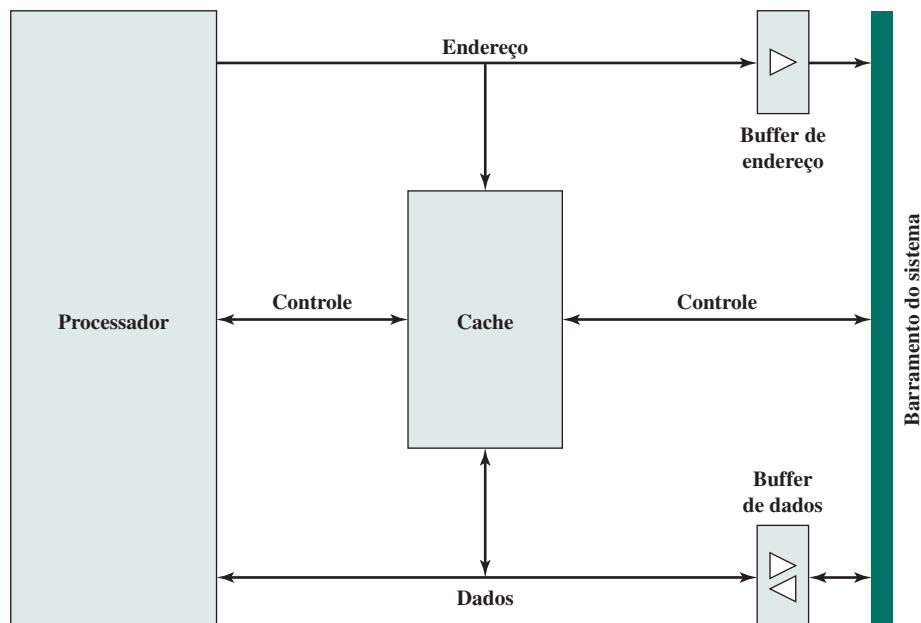 Endereço
Buffer de
endereço
Processador
Controle
Cache
Controle
Barramento do sistema
Buffer
de dados
Dados